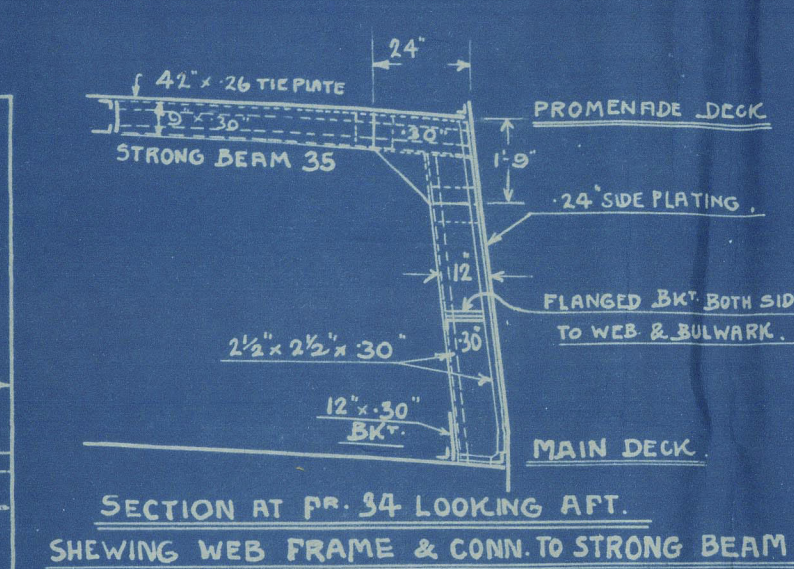 24"
42" x .26 TIE PLATE
PROMENADE DECK
9" x .30"
.30"
STRONG BEAM 35
1'-9"
.24" SIDE PLATING.
12"
FLANGED BKT. BOTH SID
TO WEB & BULWARK.
2½" x 2½" x .30"
.30"
12" x .30"
BKT.
MAIN DECK
SECTION AT FR. 34 LOOKING AFT.
SHEWING WEB FRAME & CONN. TO STRONG BEAM